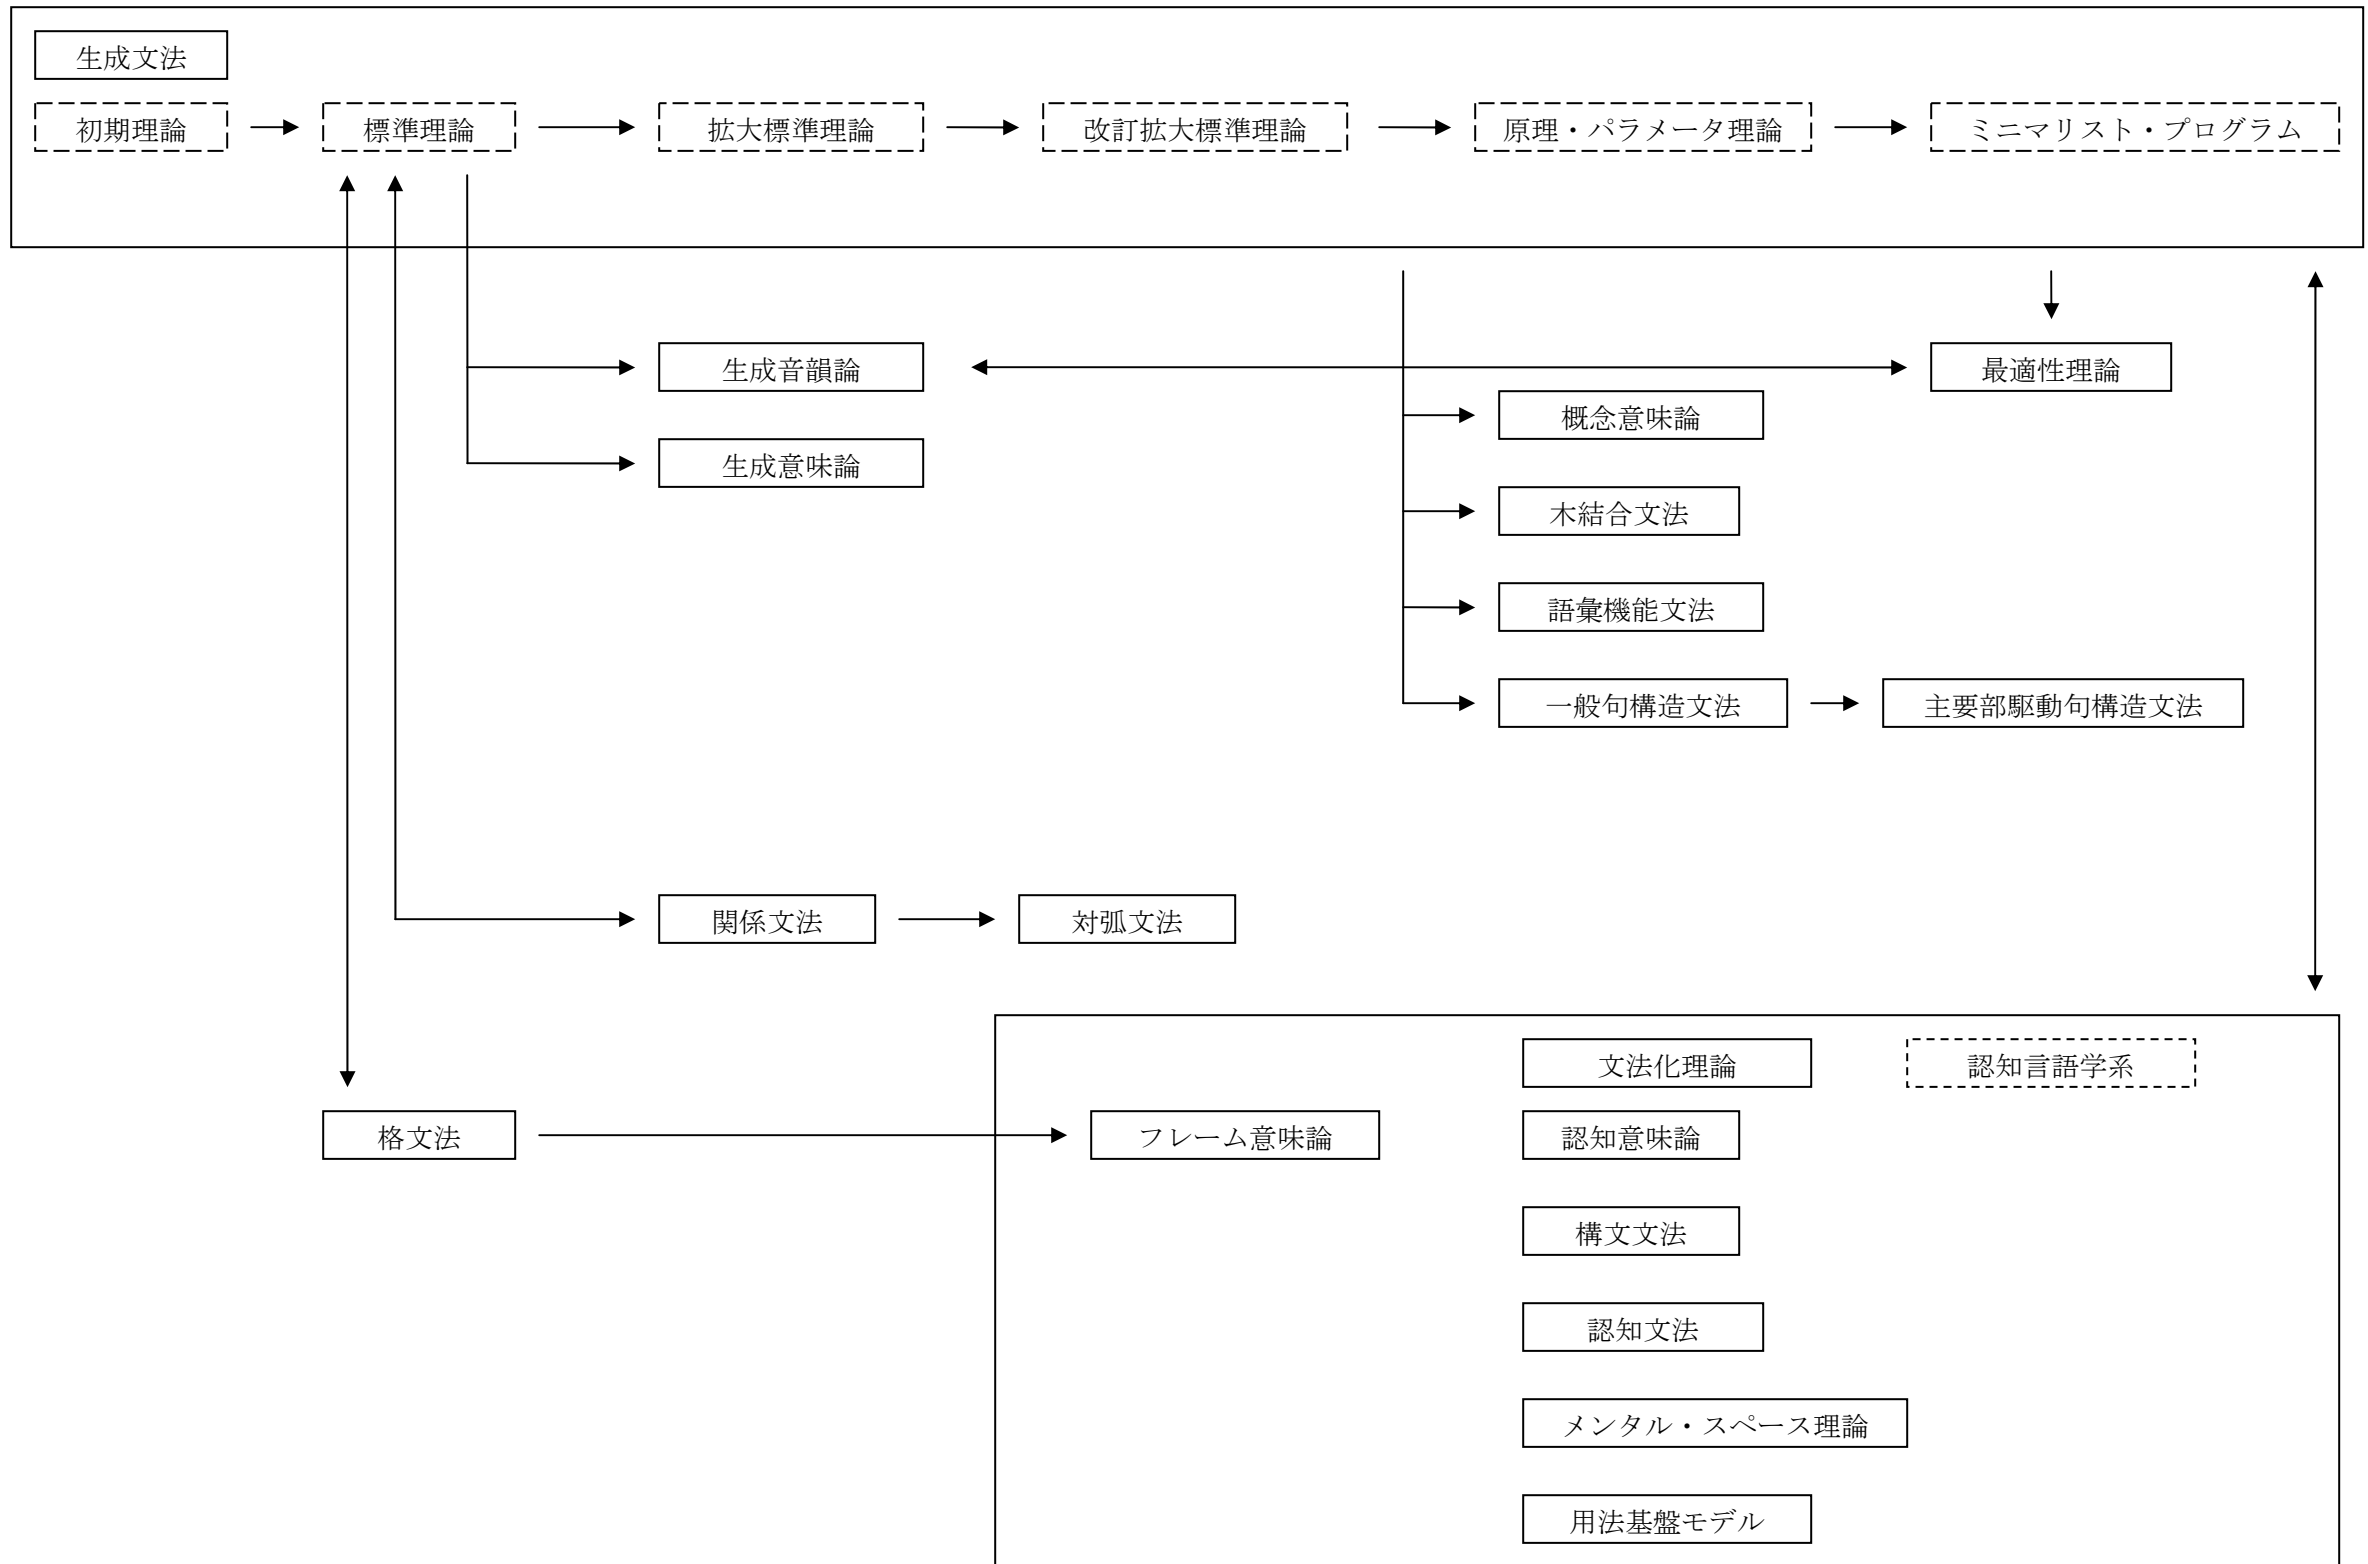 生成文法
初期理論
標準理論
拡大標準理論
改訂拡大標準理論
原理・パラメータ理論
ミニマリスト・プログラム
生成音韻論
最適性理論
概念意味論
生成意味論
木結合文法
語彙機能文法
一般句構造文法
主要部駆動句構造文法
関係文法
対弧文法
文法化理論
認知言語学系
格文法
フレーム意味論
認知意味論
構文文法
認知文法
メンタル・スペース理論
用法基盤モデル